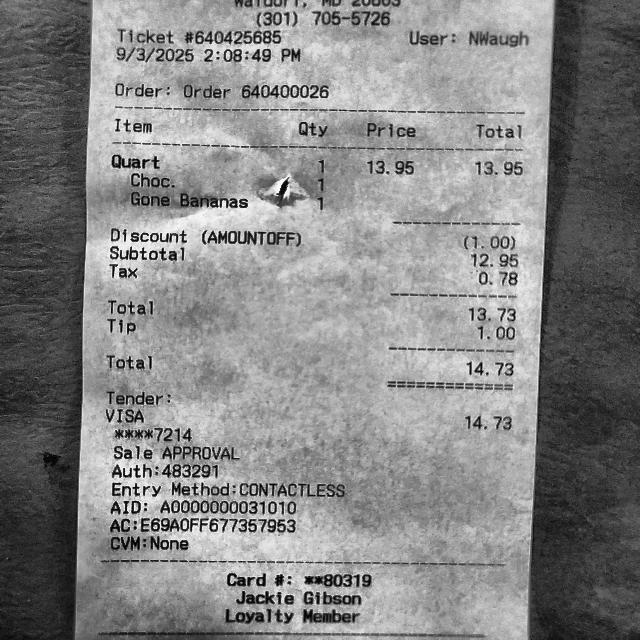 Waldorf, MD 20603
(301) 705-5726
Ticket #640425685 User: NWaugh
9/3/2025 2:08:49 PM
Order: Order 640400026
Item Qty Price Total
Quart 1 13.95 13.95
Choc. 1
Gone Bananas 1
Discount (AMOUNTOFF) (1.00)
Subtotal 12.95
Tax 0.78
Total 13.73
Tip 1.00
Total 14.73
Tender:
VISA 14.73
****7214
Sale APPROVAL
Auth:483291
Entry Method:CONTACTLESS
AID: A0000000031010
AC:E69A0FF677357953
CVM:None
Card #: **80319
Jackie Gibson
Loyalty Member